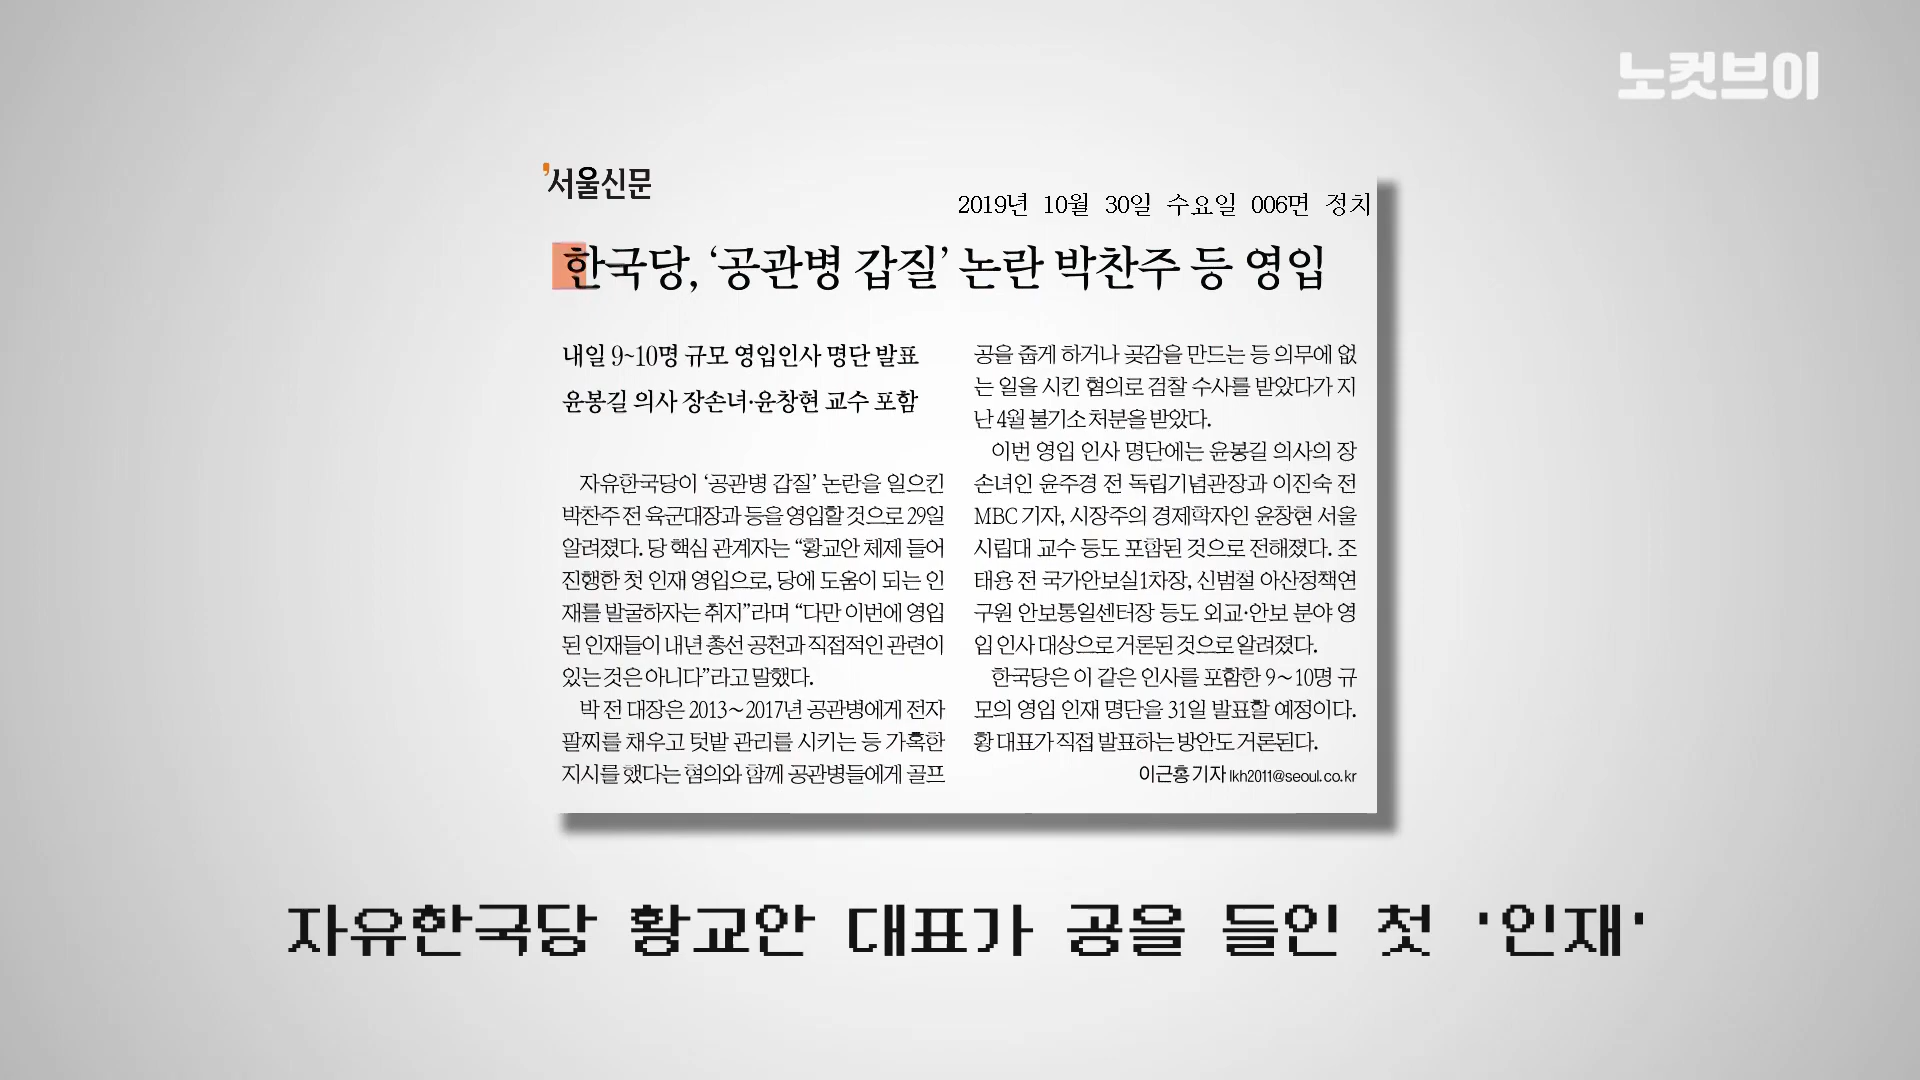 노컷브이
서울신문
2019년 10월 30일 수요일 006면 정치
한국당, ‘공관병 갑질’ 논란 박찬주 등 영입
내일 9~10명 규모 영입인사 명단 발표
윤봉길 의사 장손녀·윤창현 교수 포함
자유한국당이 ‘공관병 갑질’ 논란을 일으킨
박찬주 전 육군대장과 등을 영입할 것으로 29일
알려졌다. 당 핵심 관계자는 “황교안 체제 들어
진행한 첫 인재 영입으로, 당에 도움이 되는 인
재를 발굴하자는 취지”라며 “다만 이번에 영입
된 인재들이 내년 총선 공천과 직접적인 관련이
있는 것은 아니다”라고 말했다.
박 전 대장은 2013~2017년 공관병에게 전자
팔찌를 채우고 텃밭 관리를 시키는 등 가혹한
지시를 했다는 혐의와 함께 공관병들에게 골프
공을 줍게 하거나 곶감을 만드는 등 의무에 없
는 일을 시킨 혐의로 검찰 수사를 받았다가 지
난 4월 불기소 처분을 받았다.
이번 영입 인사 명단에는 윤봉길 의사의 장
손녀인 윤주경 전 독립기념관장과 이진숙 전
MBC 기자, 시장주의 경제학자인 윤창현 서울
시립대 교수 등도 포함된 것으로 전해졌다. 조
태용 전 국가안보실1차장, 신범철 아산정책연
구원 안보통일센터장 등도 외교·안보 분야 영
입 인사 대상으로 거론된 것으로 알려졌다.
한국당은 이 같은 인사를 포함한 9~10명 규
모의 영입 인재 명단을 31일 발표할 예정이다.
황 대표가 직접 발표하는 방안도 거론된다.
이근홍 기자 lkh2011@seoul.co.kr
자유한국당 황교안 대표가 공을 들인 첫 '인재'